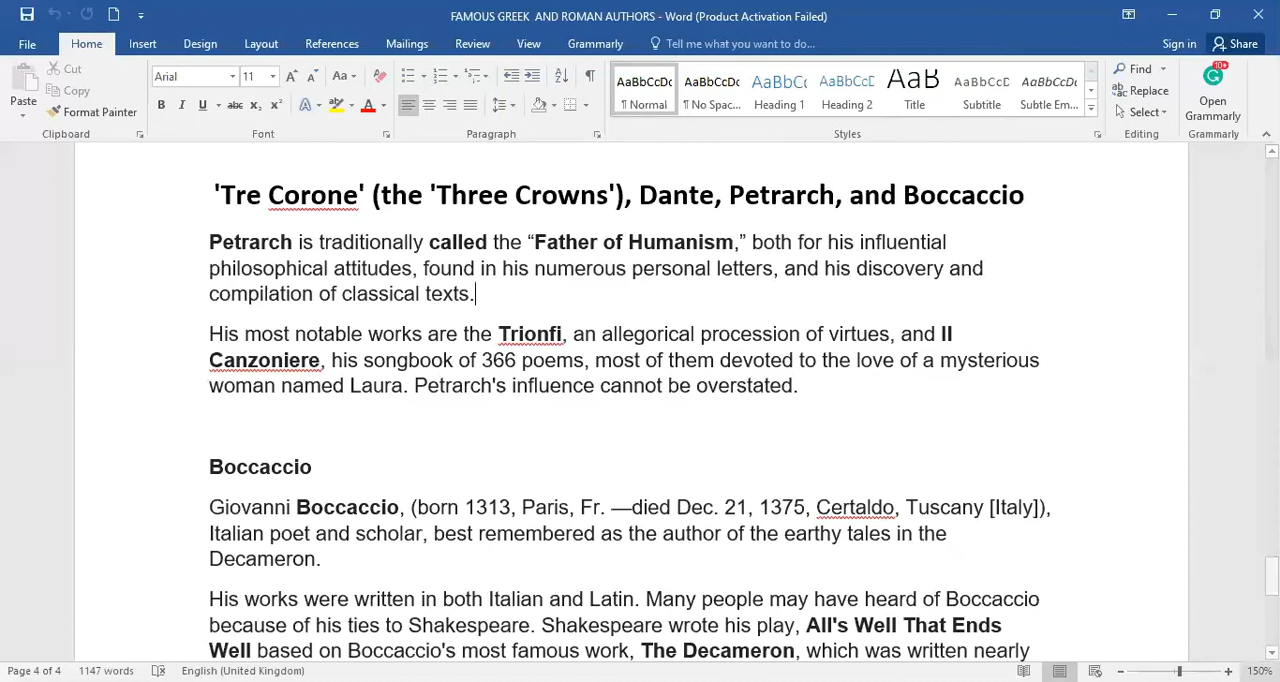 FAMOUS GREEK  AND ROMAN AUTHORS - Word (Product Activation Failed)
File Home Insert Design Layout References Mailings Review View Grammarly Tell me what you want to do... Sign in Share
Paste
Cut
Copy
Format Painter
Clipboard
Arial 11
Font
Paragraph
AaBbCcDc AaBbCcDc AaBbCc AaBbCcE AaB AaBbCcD AaBbCcDc
¶ Normal ¶ No Spac... Heading 1 Heading 2 Title Subtitle Subtle Em...
Styles
Find
Replace
Select
Editing
10+
Open
Grammarly
Grammarly
'Tre Corone' (the 'Three Crowns'), Dante, Petrarch, and Boccaccio
Petrarch is traditionally called the “Father of Humanism,” both for his influential
philosophical attitudes, found in his numerous personal letters, and his discovery and
compilation of classical texts.
His most notable works are the Trionfi, an allegorical procession of virtues, and Il
Canzoniere, his songbook of 366 poems, most of them devoted to the love of a mysterious
woman named Laura. Petrarch's influence cannot be overstated.
Boccaccio
Giovanni Boccaccio, (born 1313, Paris, Fr. —died Dec. 21, 1375, Certaldo, Tuscany [Italy]),
Italian poet and scholar, best remembered as the author of the earthy tales in the
Decameron.
His works were written in both Italian and Latin. Many people may have heard of Boccaccio
because of his ties to Shakespeare. Shakespeare wrote his play, All's Well That Ends
Well based on Boccaccio's most famous work, The Decameron, which was written nearly
Page 4 of 4 1147 words English (United Kingdom) 150%